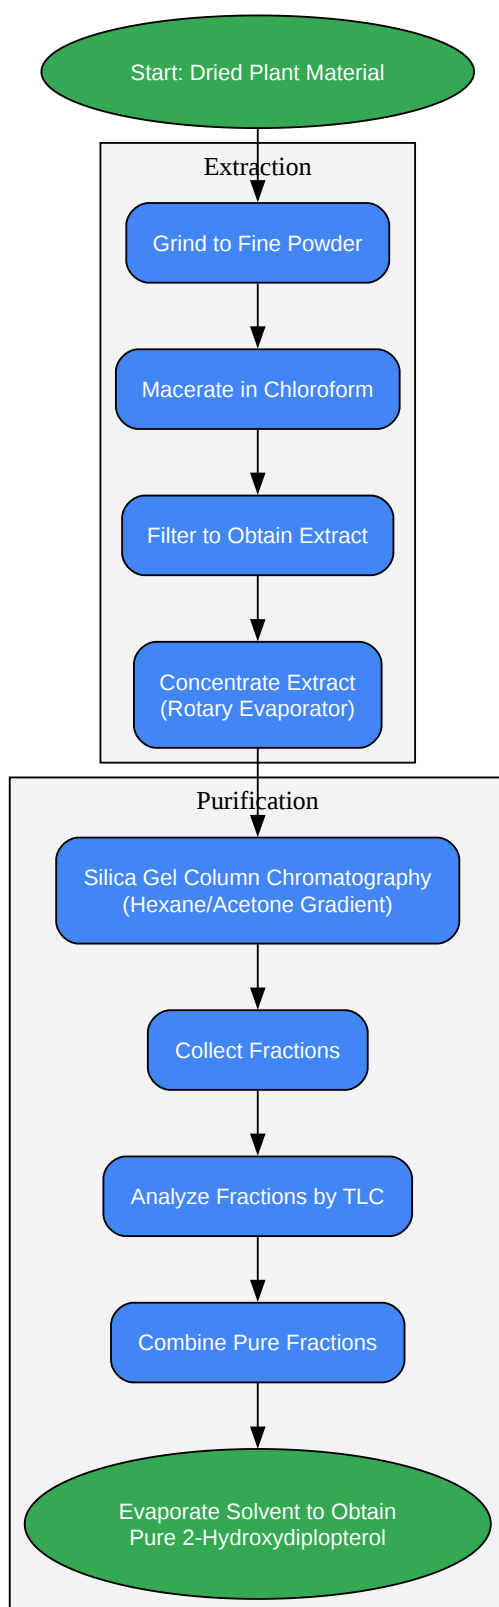 Start: Dried Plant Material
Extraction
Grind to Fine Powder
Macerate in Chloroform
Filter to Obtain Extract
Concentrate Extract
(Rotary Evaporator)
Purification
Silica Gel Column Chromatography
(Hexane/Acetone Gradient)
Collect Fractions
Analyze Fractions by TLC
Combine Pure Fractions
Evaporate Solvent to Obtain
Pure 2-Hydroxydiplopterol